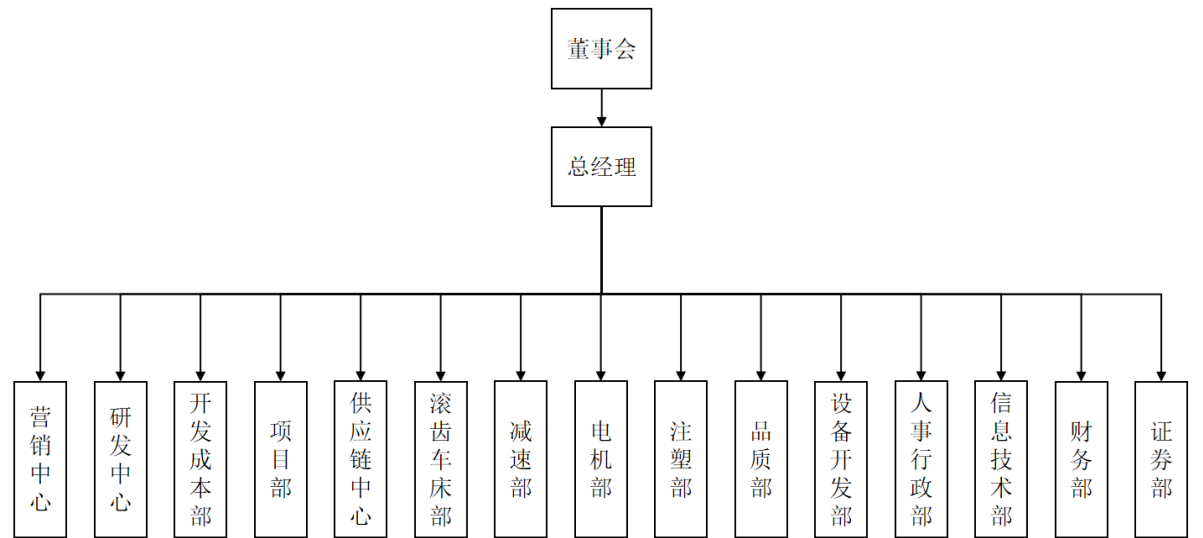 董事会
总经理
营销中心
研发中心
开发成本部
项目部
供应链中心
滚齿车床部
减速部
电机部
注塑部
品质部
设备开发部
人事行政部
信息技术部
财务部
证券部